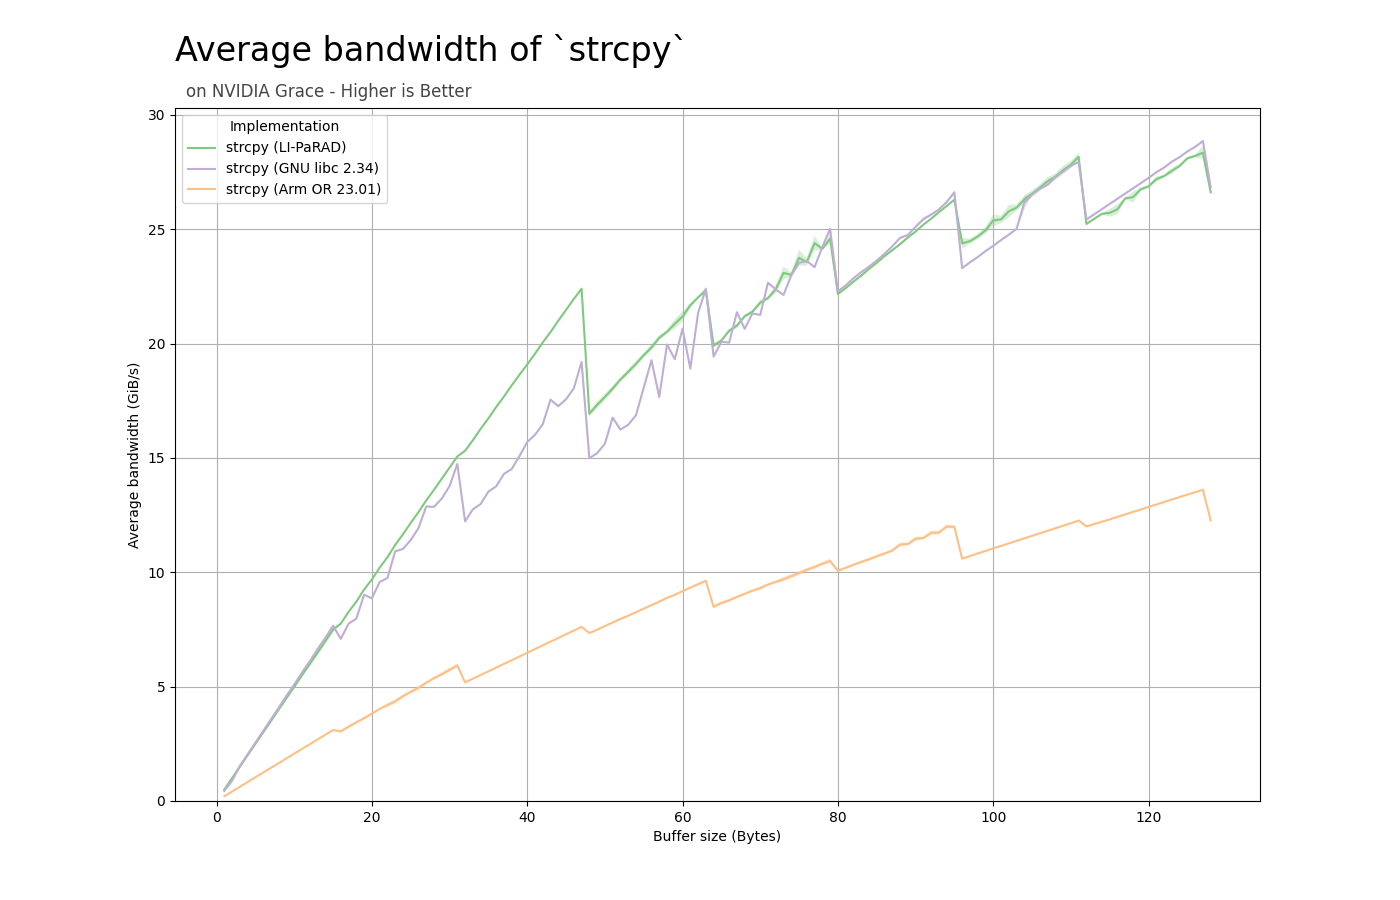 Average bandwidth of `strcpy`
on NVIDIA Grace - Higher is Better
Implementation
strcpy (LI-PaRAD)
strcpy (GNU libc 2.34)
strcpy (Arm OR 23.01)
30
25
20
15
10
5
0
Average bandwidth (GiB/s)
0 20 40 60 80 100 120
Buffer size (Bytes)